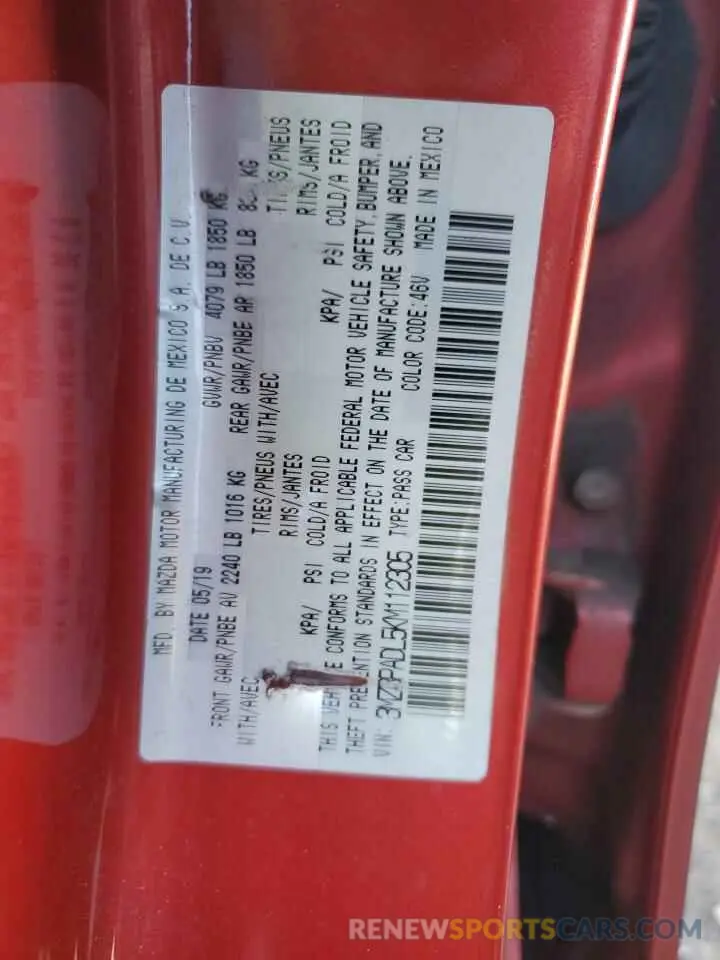 MFD. BY MAZDA MOTOR MANUFACTURING DE MEXICO S.A. DE C.V.
DATE 05/19 GVWR/PNBV 4079 LB 1850 KG
FRONT GAWR/PNBE AV 2240 LB 1016 KG REAR GAWR/PNBE AR 1850 LB KG
WITH/AVEC TIRES/PNEUS WITH/AVEC TIRES/PNEUS
RIMS/JANTES RIMS/JANTES
KPA/ PSI COLD/A FROID KPA/ PSI COLD/A FROID
THIS VEHICLE CONFORMS TO ALL APPLICABLE FEDERAL MOTOR VEHICLE SAFETY, BUMPER, AND
THEFT PREVENTION STANDARDS IN EFFECT ON THE DATE OF MANUFACTURE SHOWN ABOVE.
VIN: 3MZBPADL5KM112305 TYPE:PASS CAR COLOR CODE:46V MADE IN MEXICO
RENEWSPORTSCARS.COM